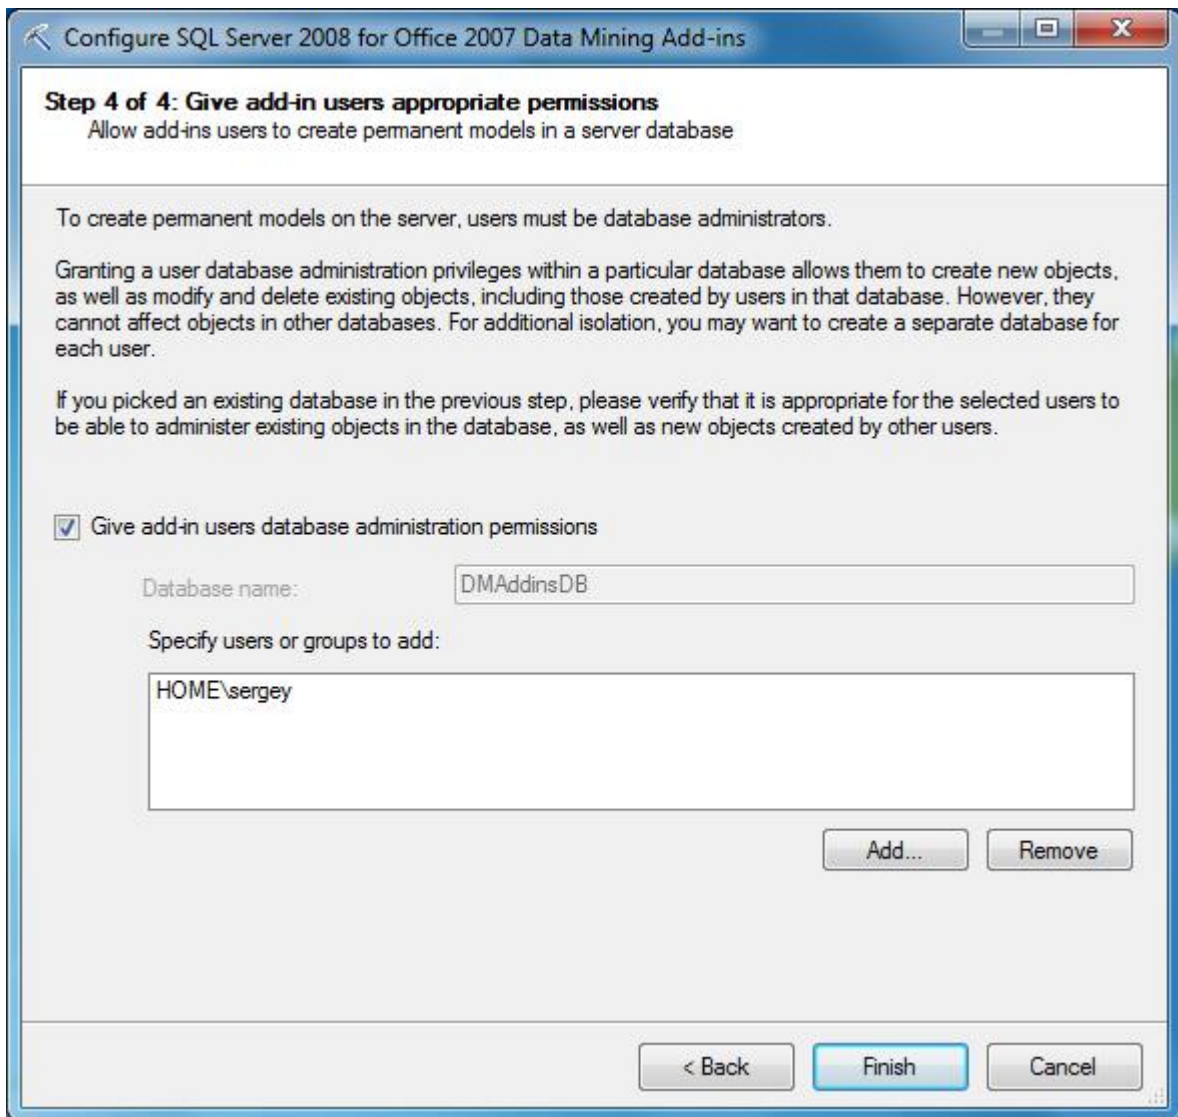 Configure SQL Server 2008 for Office 2007 Data Mining Add-ins
Step 4 of 4: Give add-in users appropriate permissions
Allow add-ins users to create permanent models in a server database
To create permanent models on the server, users must be database administrators.
Granting a user database administration privileges within a particular database allows them to create new objects,
as well as modify and delete existing objects, including those created by users in that database. However, they
cannot affect objects in other databases. For additional isolation, you may want to create a separate database for
each user.
If you picked an existing database in the previous step, please verify that it is appropriate for the selected users to
be able to administer existing objects in the database, as well as new objects created by other users.
Give add-in users database administration permissions
Database name: DMAddinsDB
Specify users or groups to add:
HOME\sergey
Add... Remove
< Back Finish Cancel